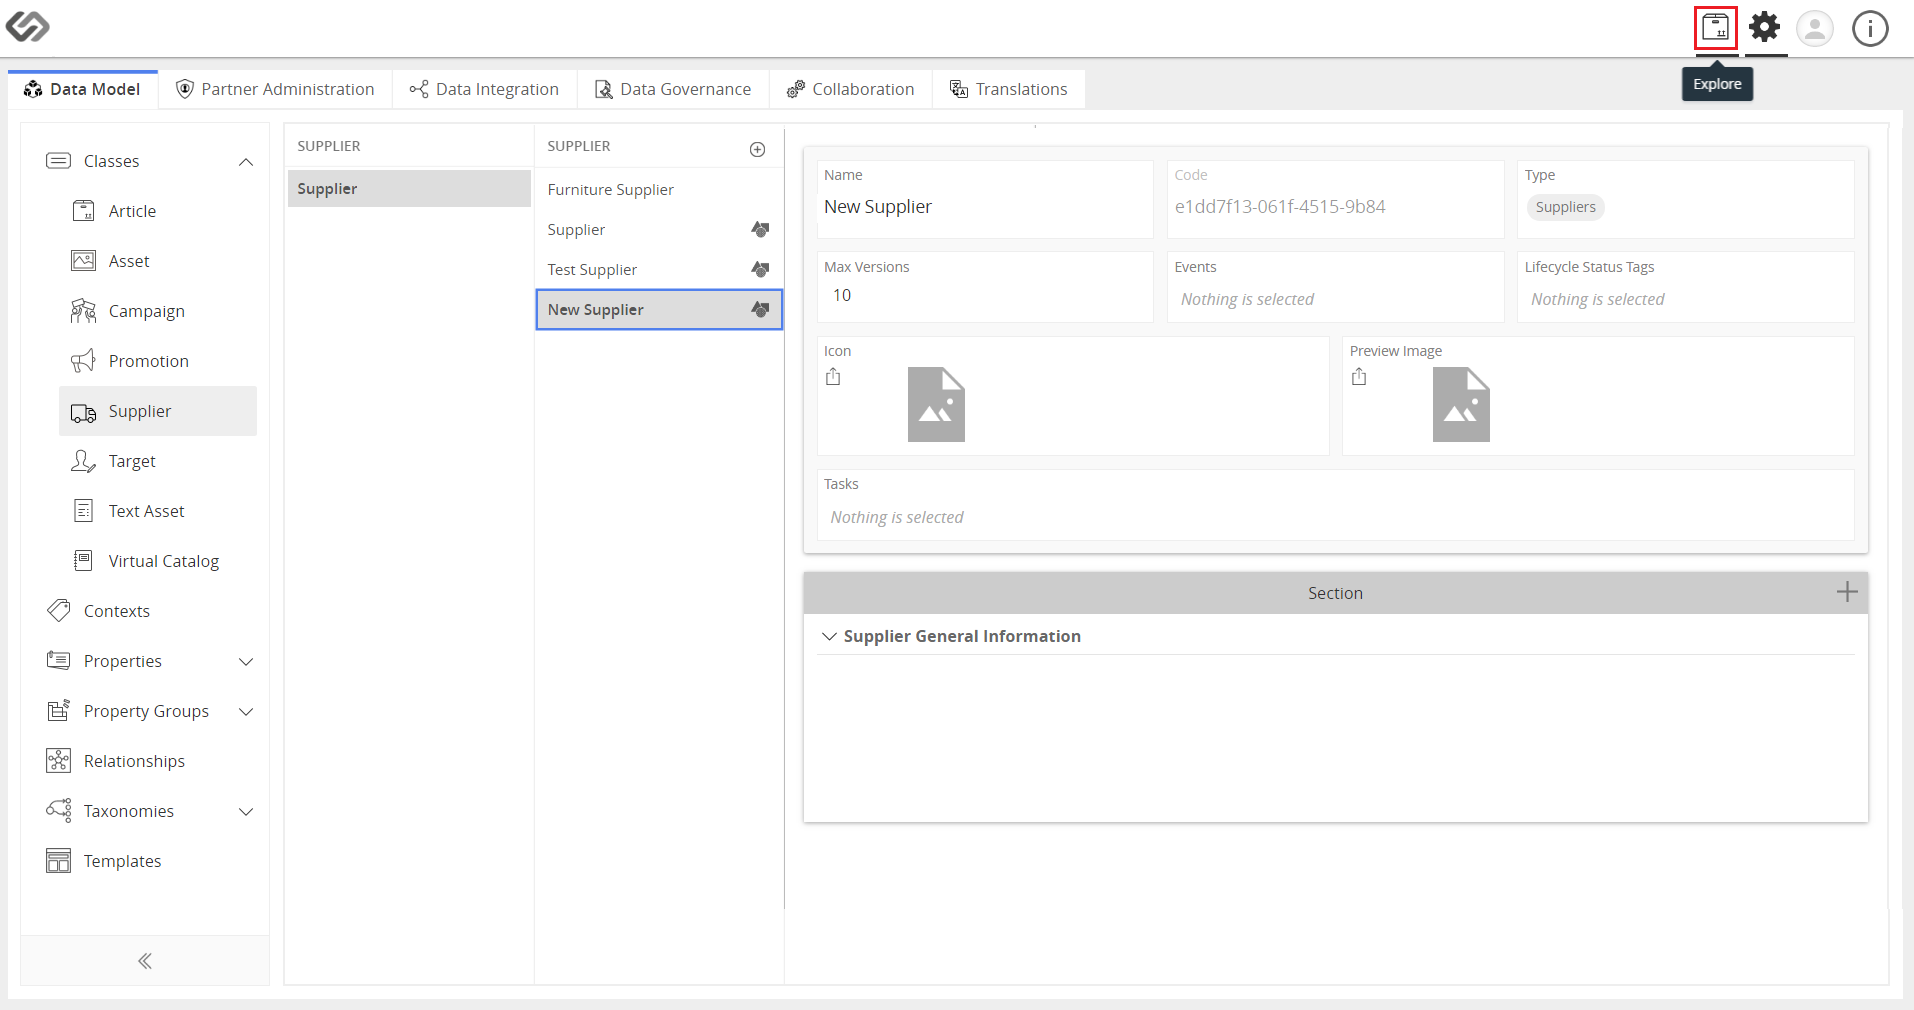 Explore
Data Model
Partner Administration
Data Integration
Data Governance
Collaboration
Translations
Classes
Article
Asset
Campaign
Promotion
Supplier
Target
Text Asset
Virtual Catalog
Contexts
Properties
Property Groups
Relationships
Taxonomies
Templates
SUPPLIER
Supplier
SUPPLIER
Furniture Supplier
Supplier
Test Supplier
New Supplier
Name
New Supplier
Code
e1dd7f13-061f-4515-9b84
Type
Suppliers
Max Versions
10
Events
Nothing is selected
Lifecycle Status Tags
Nothing is selected
Icon
Preview Image
Tasks
Nothing is selected
Section
Supplier General Information